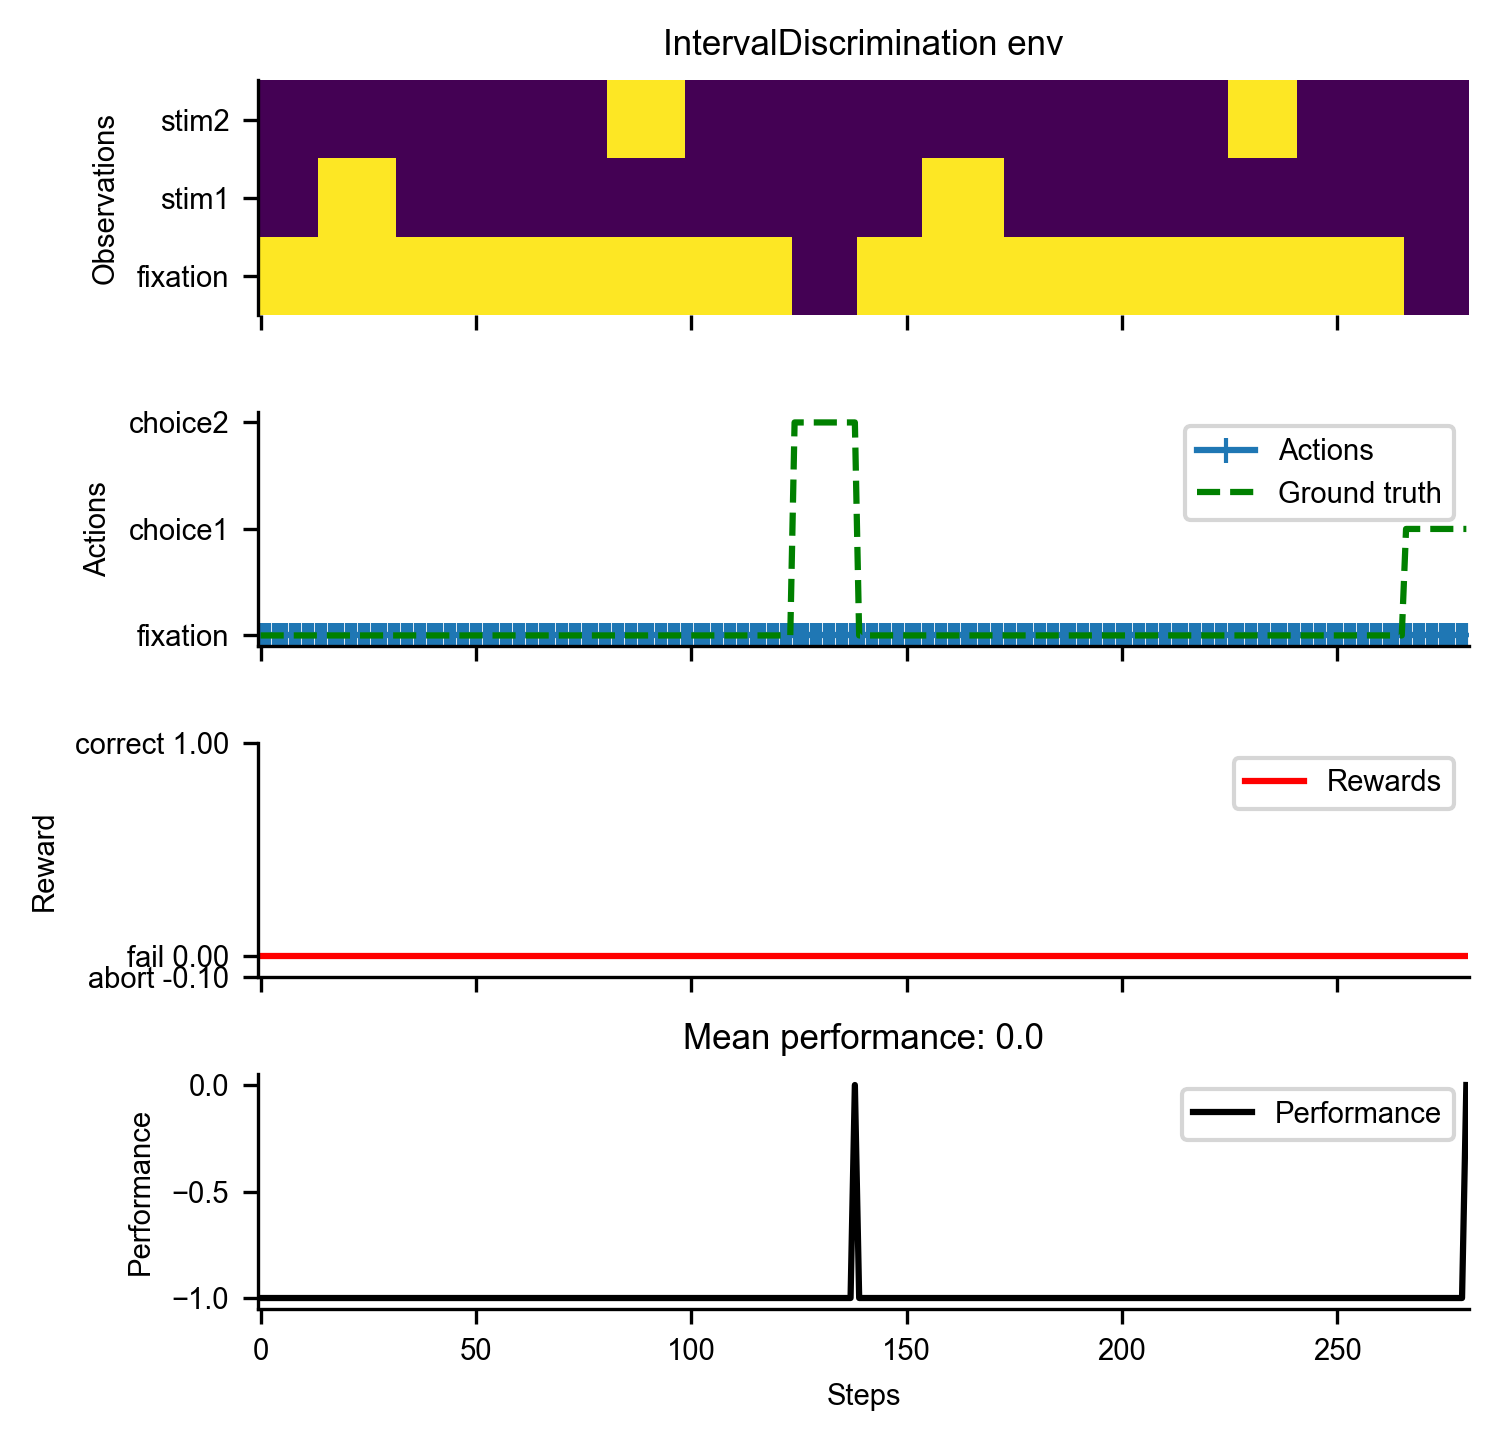 IntervalDiscrimination env
Observations
stim2
stim1
fixation
Actions
choice2
choice1
fixation
Actions
Ground truth
Reward
correct 1.00
fail 0.00
abort -0.10
Rewards
Mean performance: 0.0
Performance
0.0
−0.5
−1.0
Performance
0 50 100 150 200 250
Steps